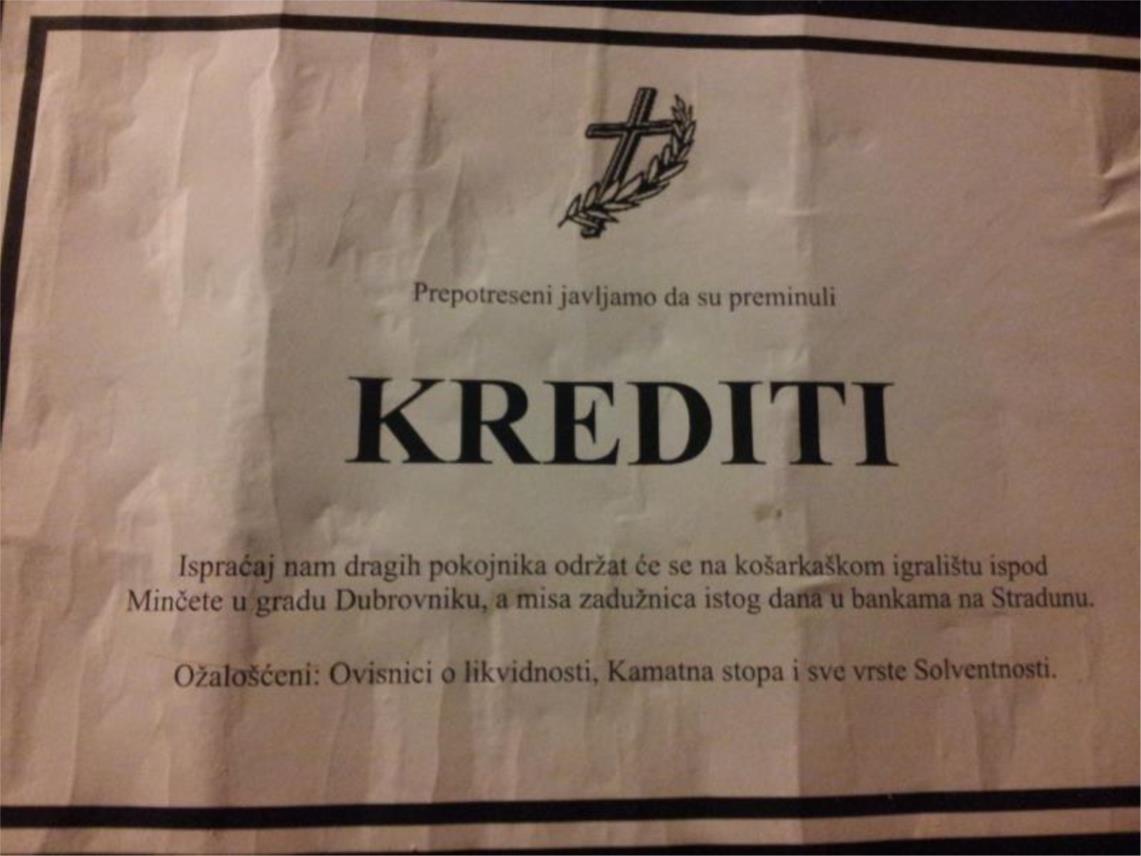 Prepotreseni javljamo da su preminuli
KREDITI
Ispraćaj nam dragih pokojnika održat će se na košarkaškom igralištu ispod
Minčete u gradu Dubrovniku, a misa zadužnica istog dana u bankama na Stradunu.
Ožalošćeni: Ovisnici o likvidnosti, Kamatna stopa i sve vrste Solventnosti.